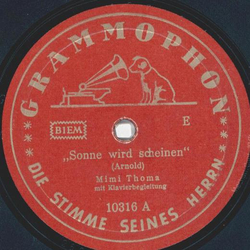 GRAMMOPHON
BIEM
E
„Sonne wird scheinen“
(Arnold)
Mimi Thoma
mit Klavierbegleitung
10316 A
DIE STIMME SEINES HERRN